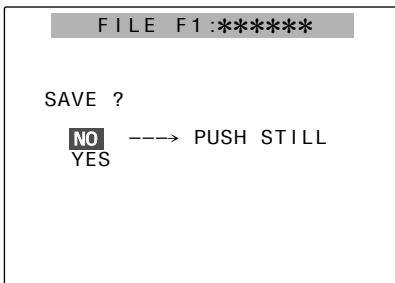 FILE F1:******
SAVE ?
NO ---→ PUSH STILL
YES